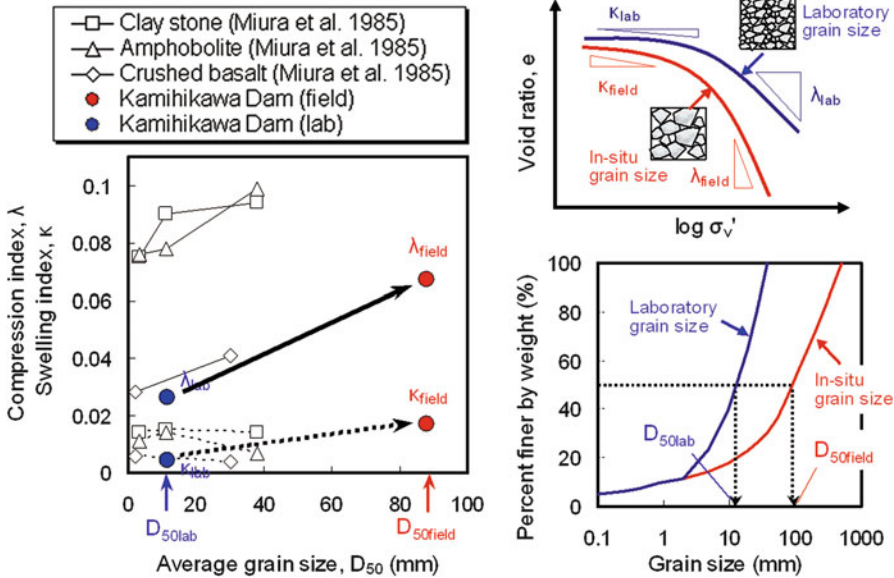 Clay stone (Miura et al. 1985)
Amphobolite (Miura et al. 1985)
Crushed basalt (Miura et al. 1985)
Kamihikawa Dam (field)
Kamihikawa Dam (lab)
Compression index, λ
Swelling index, κ
0.1
0.08
0.06
0.04
0.02
0
λfield
λlab
κfield
κlab
0 20 40 60 80 100
D50lab
D50field
Average grain size, D50 (mm)
Void ratio, e
κlab
Laboratory
grain size
κfield
λlab
In-situ
grain size
λfield
log σv'
Percent finer by weight (%)
100
80
60
50
40
20
0
Laboratory
grain size
In-situ
grain size
D50lab
D50field
0.1 1 10 100 1000
Grain size (mm)